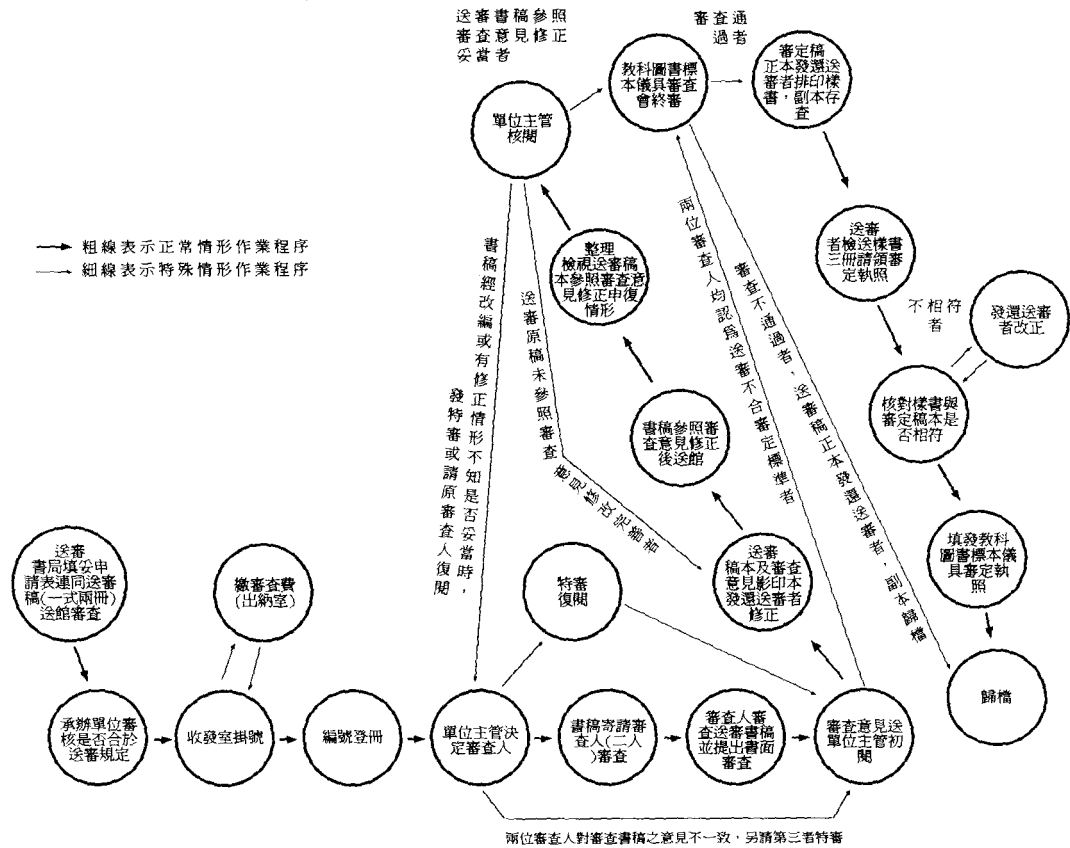 送審書稿參照
審查意見修正
妥當者
審查通
過者
教科圖書標
本儀具審查
會終審
審定稿
正本發還送
審者排印樣
書，副本存
查
單位主管
核閱
粗線表示正常情形作業程序
細線表示特殊情形作業程序
整理
檢視送審稿
本參照審查意
見修正申復
情形
送審
者檢送樣書
三冊請領審
定執照
不相符
者
發還送審
者改正
書稿經改編或有修正情形不知是否妥當時，
發特審或請原審查人復閱
送審原稿未參照審查
意見修改完善者
兩位審查人均認為送審不合審定標準者
審查不通過者，送審稿正本發還送審者，副本歸檔
書稿參照審
查意見修正
後送館
核對樣書與
審定稿本是
否相符
送審
書局填妥申
請表連同送審
稿(一式兩冊)
送館審查
繳審查費
(出納室)
特審
復閱
送審
稿本及審查
意見影印本
發還送審者
修正
填發教科
圖書標本儀
具審定執
照
承辦單位審
核是否合於
送審規定
收發室掛號
編號登冊
單位主管決
定審查人
書稿寄請審
查人(二人
)審查
審查人審
查送審書稿
並提出書面
審查
審查意見送
單位主管初
閱
歸檔
兩位審查人對審查書稿之意見不一致，另請第三者特審